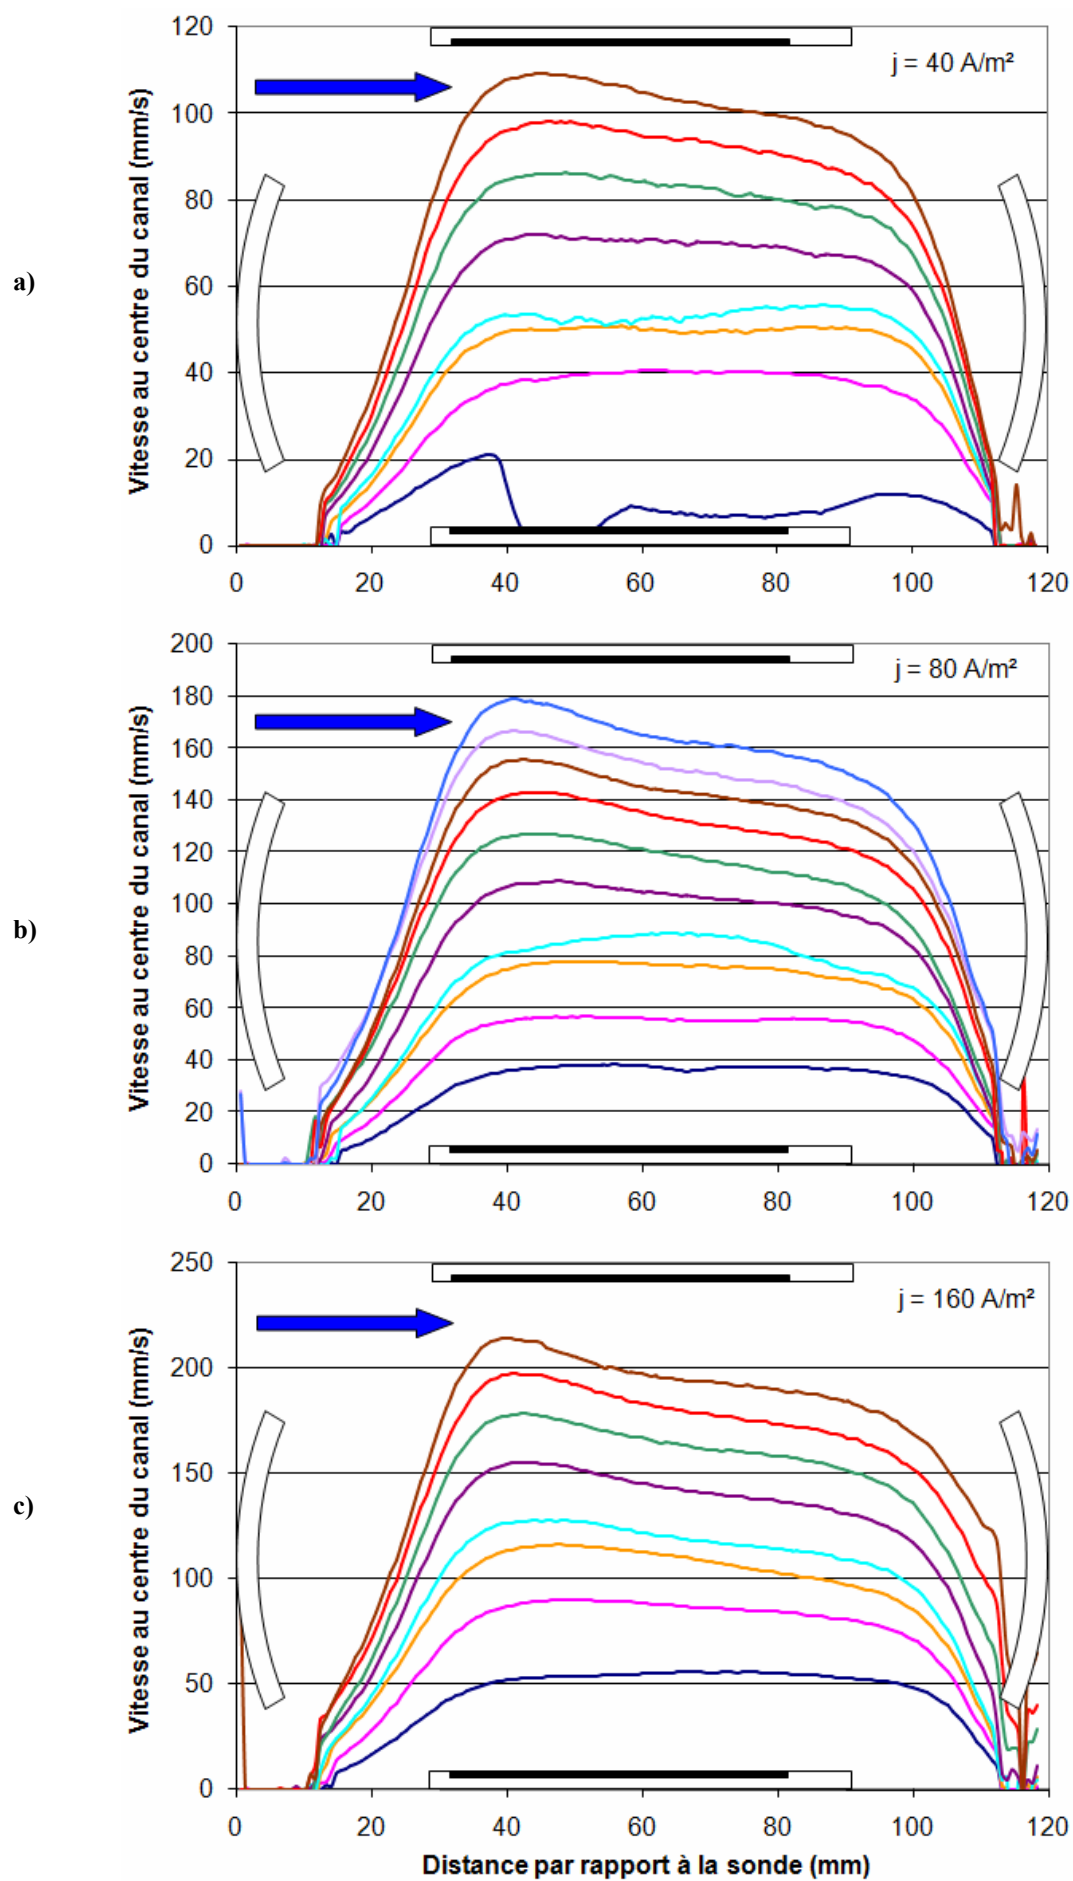 a)
Vitesse au centre du canal (mm/s)
j = 40 A/m²
120
100
80
60
40
20
0
0 20 40 60 80 100 120
b)
Vitesse au centre du canal (mm/s)
j = 80 A/m²
200
180
160
140
120
100
80
60
40
20
0
0 20 40 60 80 100 120
c)
Vitesse au centre du canal (mm/s)
j = 160 A/m²
250
200
150
100
50
0
0 20 40 60 80 100 120
Distance par rapport à la sonde (mm)